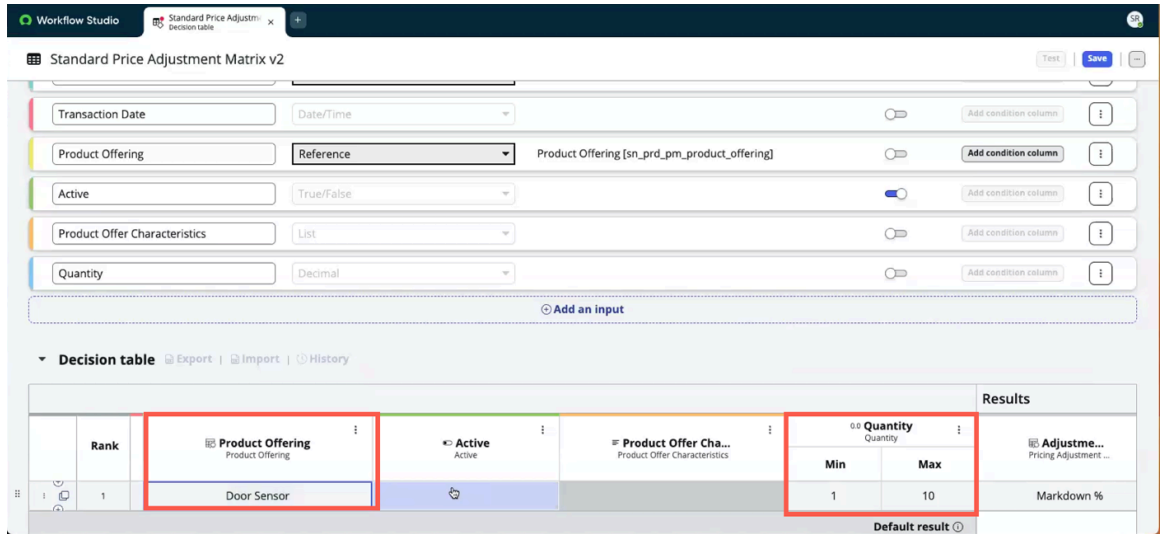 Workflow Studio
Standard Price Adjustm
Decision table
SR
Standard Price Adjustment Matrix v2
Test | Save |
Transaction Date Date/Time Add condition column
Product Offering Reference Product Offering [sn_prd_pm_product_offering] Add condition column
Active True/False Add condition column
Product Offer Characteristics List Add condition column
Quantity Decimal Add condition column
Add an input
Decision table Export | Import | History
Results
Rank
Product Offering
Product Offering
Active
Active
Product Offer Cha...
Product Offer Characteristics
0.0 Quantity
Quantity
Min Max
Adjustme...
Pricing Adjustment ...
1 Door Sensor 1 10 Markdown %
Default result